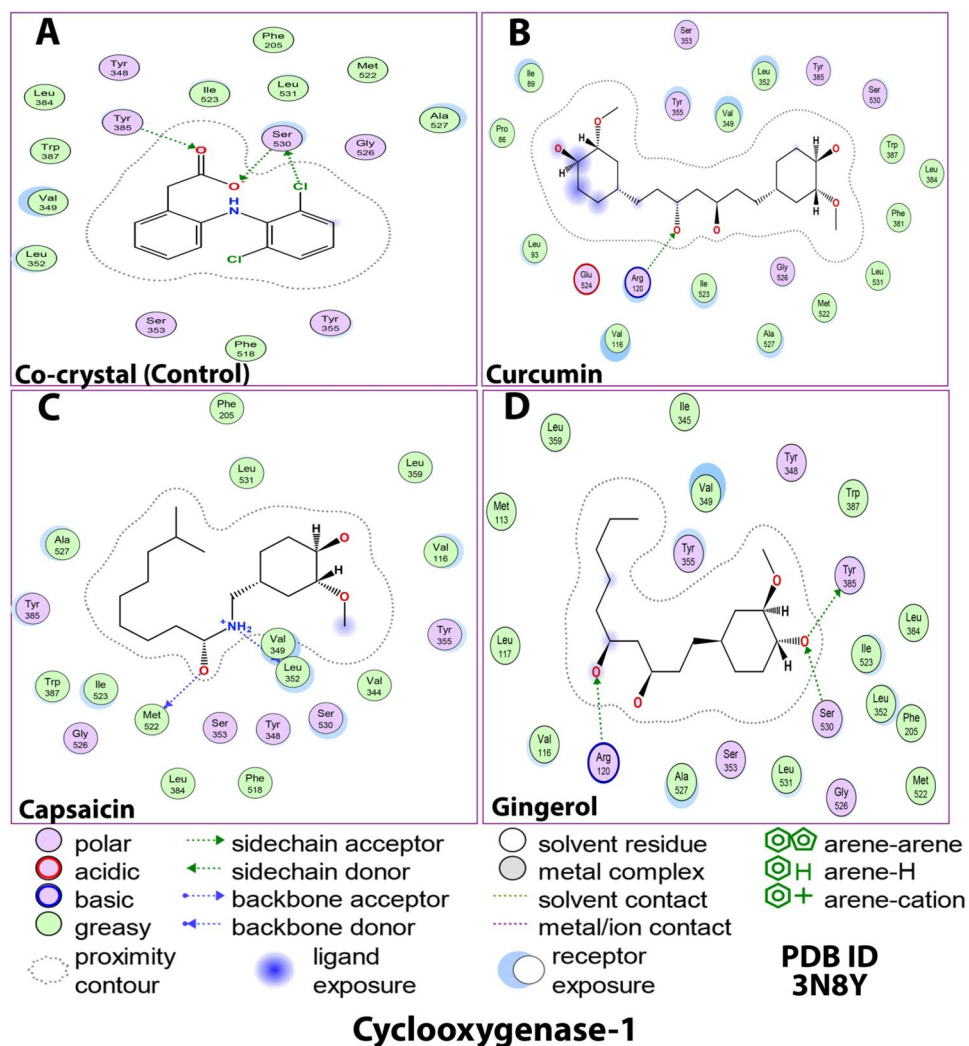 A
Phe
205
Tyr
348
Met
522
Leu
384
Ile
523
Leu
531
Ala
527
Tyr
385
Ser
530
Gly
526
Trp
387
O
O
Cl
Val
349
H
N
Cl
Leu
352
Ser
353
Tyr
355
Phe
518
Co-crystal (Control)
B
Ser
353
Ile
89
Leu
352
Tyr
385
Tyr
355
Val
349
Ser
530
Pro
86
O
H
O
H
H
O
H
O
Trp
387
Leu
384
Phe
381
O
O
Leu
93
Glu
524
Arg
120
Ile
523
Gly
526
Leu
531
Met
522
Val
116
Ala
527
Curcumin
C
Phe
205
Leu
531
Leu
359
H
O
Ala
527
H
Val
116
O
Tyr
385
+
NH2
Val
349
Tyr
355
Leu
352
Val
344
O
Trp
387
Ile
523
Met
522
Ser
353
Tyr
348
Ser
530
Gly
526
Leu
384
Phe
518
Capsaicin
D
Ile
345
Leu
359
Tyr
348
Val
349
Trp
387
Met
113
Tyr
355
Tyr
385
O
H
O
H
Leu
384
Leu
117
Ile
523
O
O
Leu
352
Phe
205
Ser
530
Val
116
Arg
120
Ser
353
Ala
527
Leu
531
Gly
526
Met
522
Gingerol
polar
acidic
basic
greasy
proximity
contour
sidechain acceptor
sidechain donor
backbone acceptor
backbone donor
ligand
exposure
solvent residue
metal complex
solvent contact
metal/ion contact
receptor
exposure
arene-arene
H arene-H
+ arene-cation
PDB ID
3N8Y
Cyclooxygenase-1